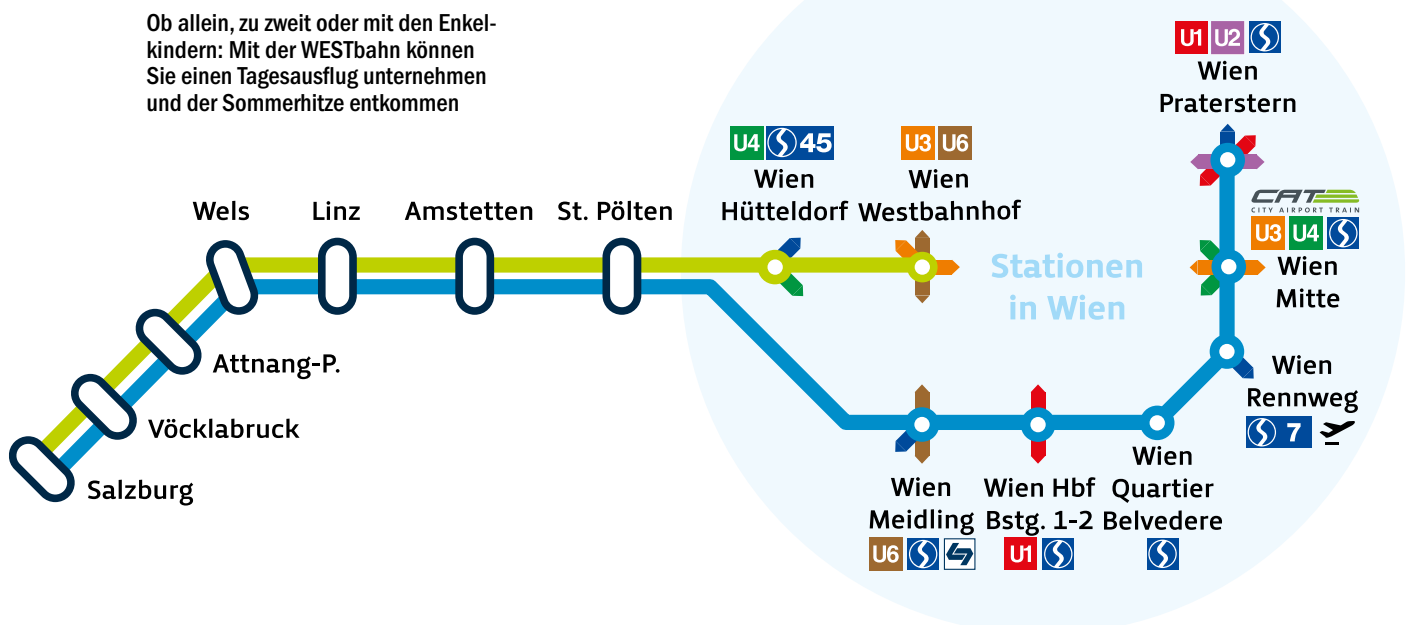 Ob allein, zu zweit oder mit den Enkel-
kindern: Mit der WESTbahn können
Sie einen Tagesausflug unternehmen
und der Sommerhitze entkommen
U1 U2
Wien
Praterstern
U4 45
Wien
Hütteldorf
U3 U6
Wien
Westbahnhof
CAT
CITY AIRPORT TRAIN
U3 U4
Wien
Mitte
Wels
Linz
Amstetten
St. Pölten
Stationen
in Wien
Attnang-P.
Vöcklabruck
Salzburg
Wien
Rennweg
7
Wien
Meidling
U6
Wien Hbf
Bstg. 1-2
U1
Wien
Quartier
Belvedere